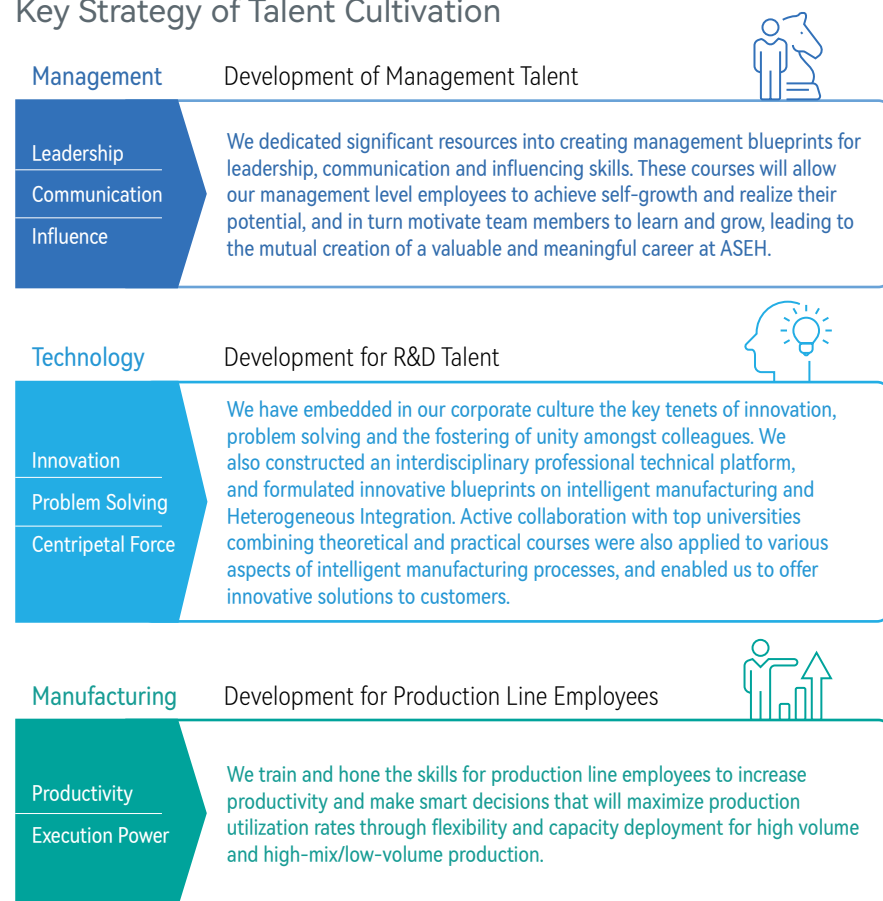 Key Strategy of Talent Cultivation
Management
Development of Management Talent
Leadership
Communication
Influence
We dedicated significant resources into creating management blueprints for
leadership, communication and influencing skills. These courses will allow
our management level employees to achieve self-growth and realize their
potential, and in turn motivate team members to learn and grow, leading to
the mutual creation of a valuable and meaningful career at ASEH.
Technology
Development for R&D Talent
Innovation
Problem Solving
Centripetal Force
We have embedded in our corporate culture the key tenets of innovation,
problem solving and the fostering of unity amongst colleagues. We
also constructed an interdisciplinary professional technical platform,
and formulated innovative blueprints on intelligent manufacturing and
Heterogeneous Integration. Active collaboration with top universities
combining theoretical and practical courses were also applied to various
aspects of intelligent manufacturing processes, and enabled us to offer
innovative solutions to customers.
Manufacturing
Development for Production Line Employees
Productivity
Execution Power
We train and hone the skills for production line employees to increase
productivity and make smart decisions that will maximize production
utilization rates through flexibility and capacity deployment for high volume
and high-mix/low-volume production.